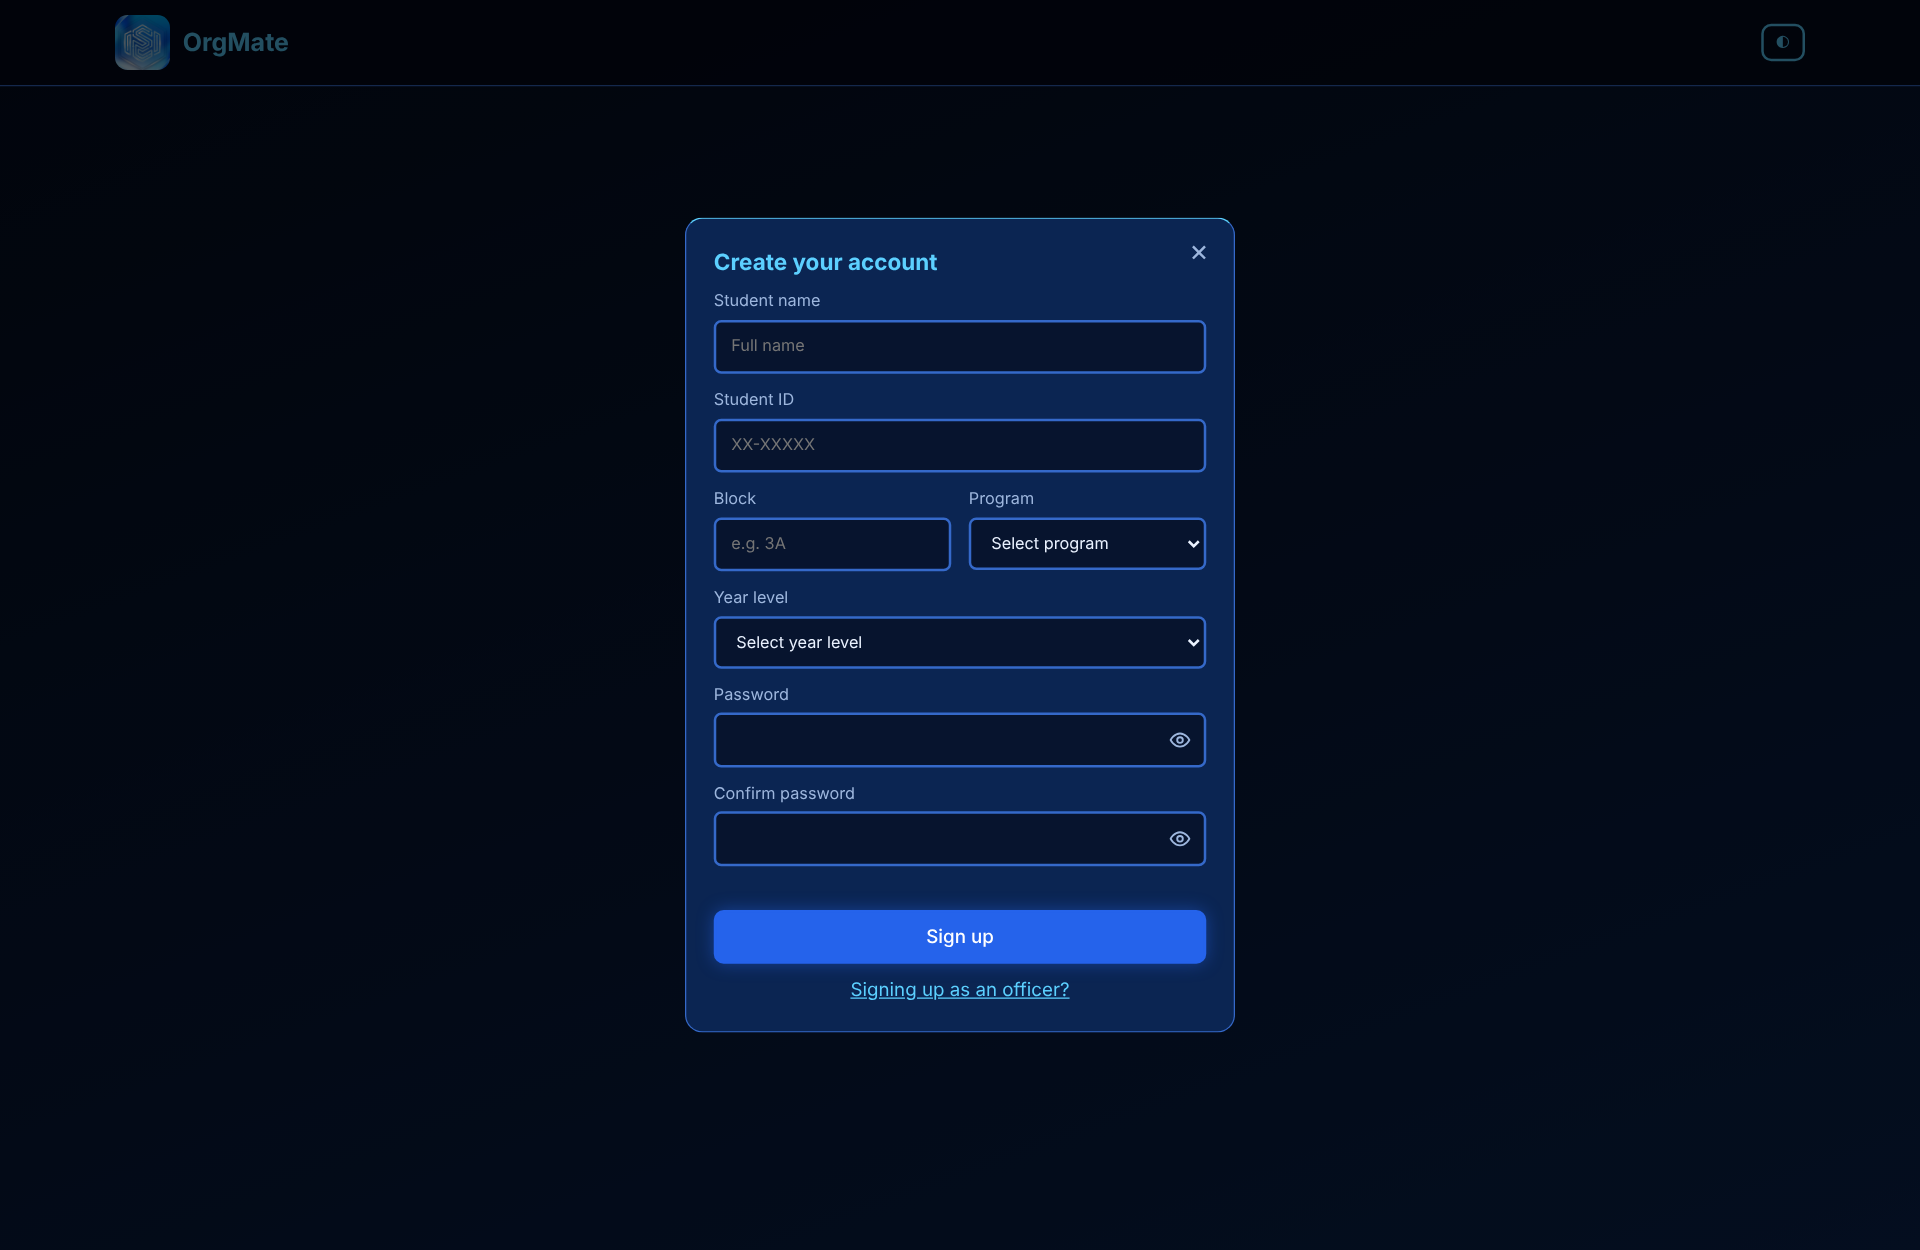 OrgMate
Create your account
Student name
Full name
Student ID
XX-XXXXX
Block
Program
e.g. 3A
Select program
Year level
Select year level
Password
Confirm password
Sign up
Signing up as an officer?